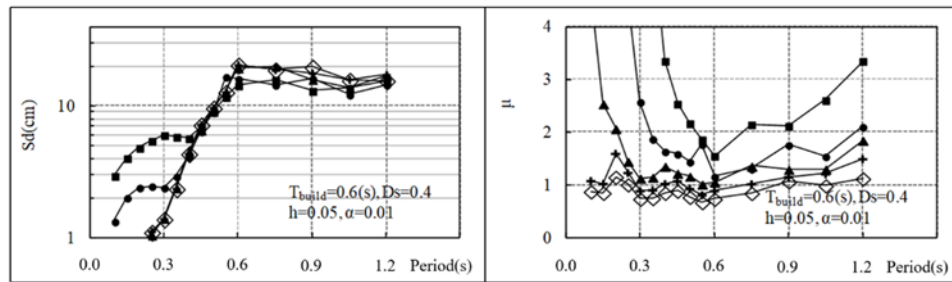 Sd(cm)
10
1
0.0 0.3 0.6 0.9 1.2 Period(s)
T_build=0.6(s), Ds=0.4
h=0.05, α=0.01
μ
4
3
2
1
0
0.0 0.3 0.6 0.9 1.2 Period(s)
T_build=0.6(s), Ds=0.4
h=0.05, α=0.01